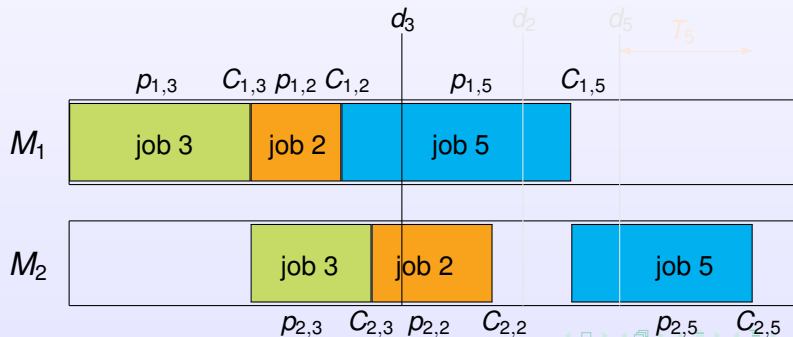 d3 d2 d5
T5
p1,3 C1,3 p1,2 C1,2 p1,5 C1,5
M1 job 3 job 2 job 5
M2 job 3 job 2 job 5
p2,3 C2,3 p2,2 C2,2 p2,5 C2,5